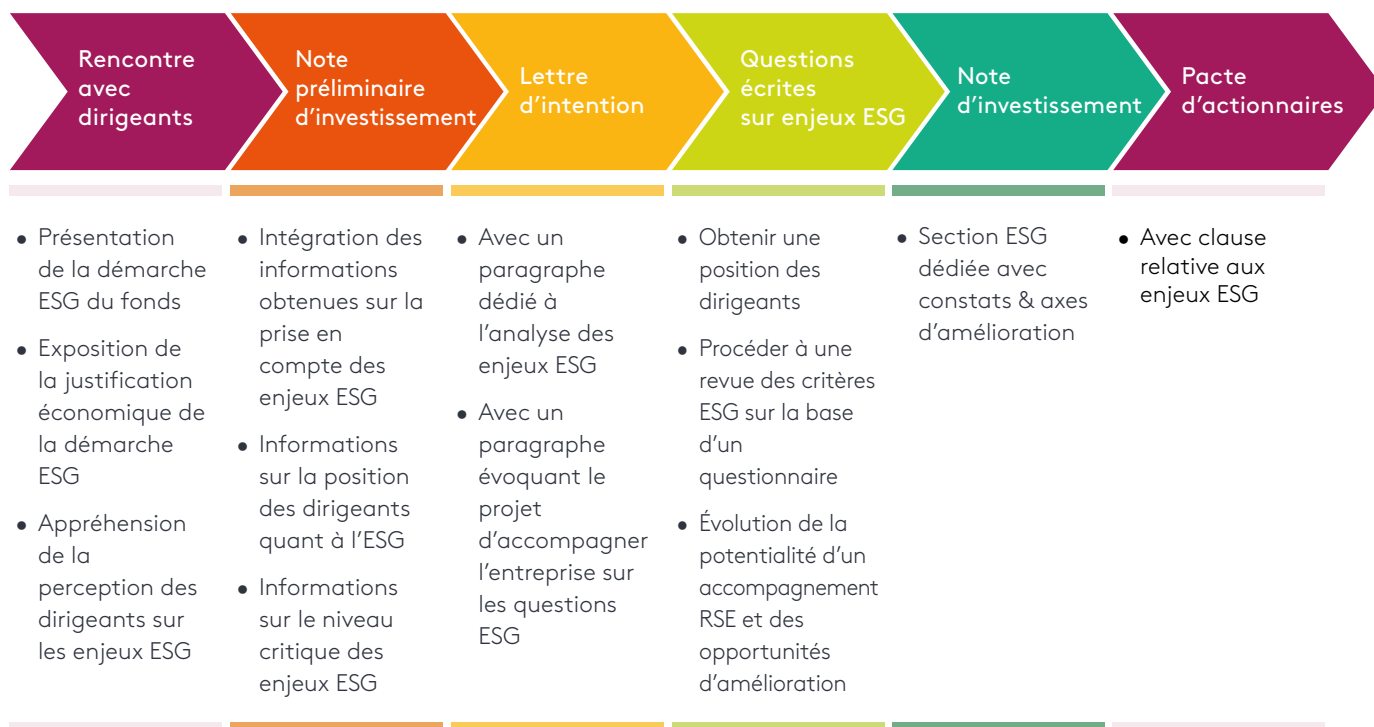 Rencontre
avec
dirigeants
Note
préliminaire
d'investissement
Lettre
d'intention
Questions
écrites
sur enjeux ESG
Note
d'investissement
Pacte
d'actionnaires
• Présentation
de la démarche
ESG du fonds
• Exposition de
la justification
économique de
la démarche
ESG
• Appréhension
de la
perception des
dirigeants sur
les enjeux ESG
• Intégration des
informations
obtenues sur la
prise en
compte des
enjeux ESG
• Informations
sur la position
des dirigeants
quant à l'ESG
• Informations
sur le niveau
critique des
enjeux ESG
• Avec un
paragraphe
dédié à
l'analyse des
enjeux ESG
• Avec un
paragraphe
évoquant le
projet
d'accompagner
l'entreprise sur
les questions
ESG
• Obtenir une
position des
dirigeants
• Procéder à une
revue des critères
ESG sur la base
d'un
questionnaire
• Évolution de la
potentialité d'un
accompagnement
RSE et des
opportunités
d'amélioration
• Section ESG
dédiée avec
constats & axes
d'amélioration
• Avec clause
relative aux
enjeux ESG